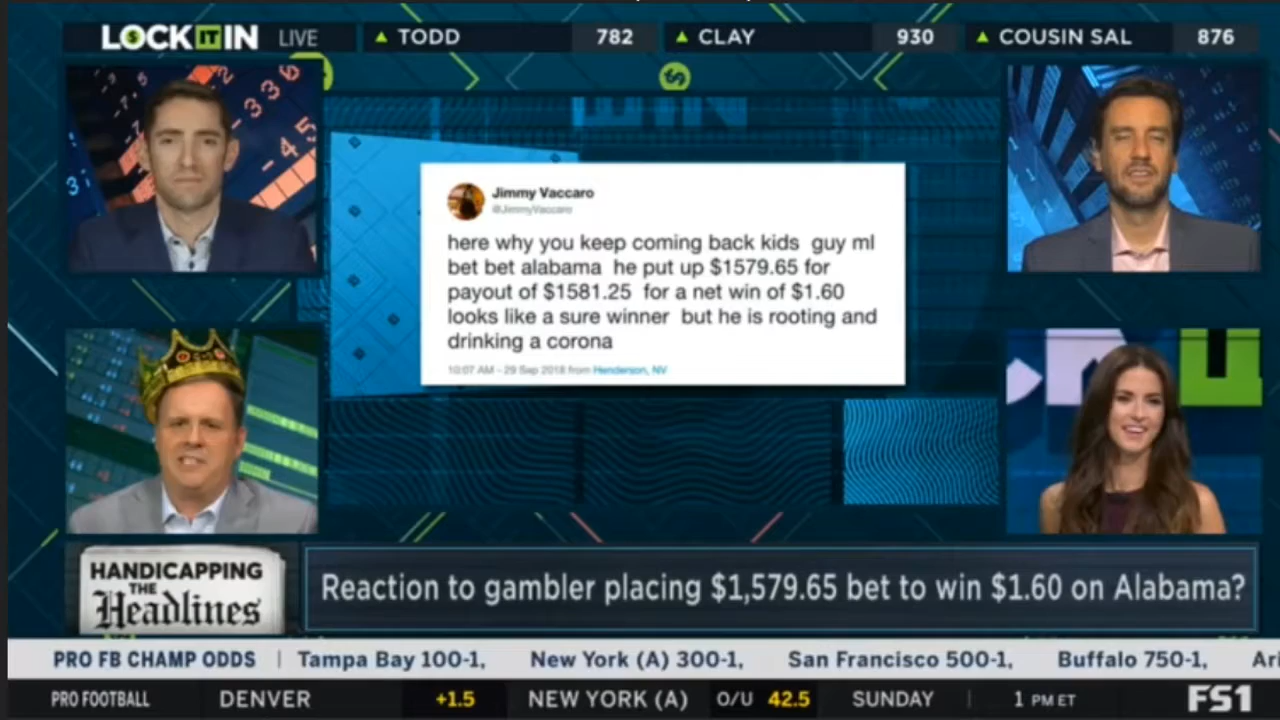 LOCK IT IN LIVE
TODD 782
CLAY 930
COUSIN SAL 876
Jimmy Vaccaro
@JimmyVaccaro
here why you keep coming back kids guy ml
bet bet alabama he put up $1579.65 for
payout of $1581.25 for a net win of $1.60
looks like a sure winner but he is rooting and
drinking a corona
10:07 AM - 29 Sep 2018 from Henderson, NV
HANDICAPPING
THE
Headlines
Reaction to gambler placing $1,579.65 bet to win $1.60 on Alabama?
PRO FB CHAMP ODDS | Tampa Bay 100-1, New York (A) 300-1, San Francisco 500-1, Buffalo 750-1, Ari
PRO FOOTBALL DENVER +1.5 NEW YORK (A) O/U 42.5 SUNDAY | 1 PM ET FS1